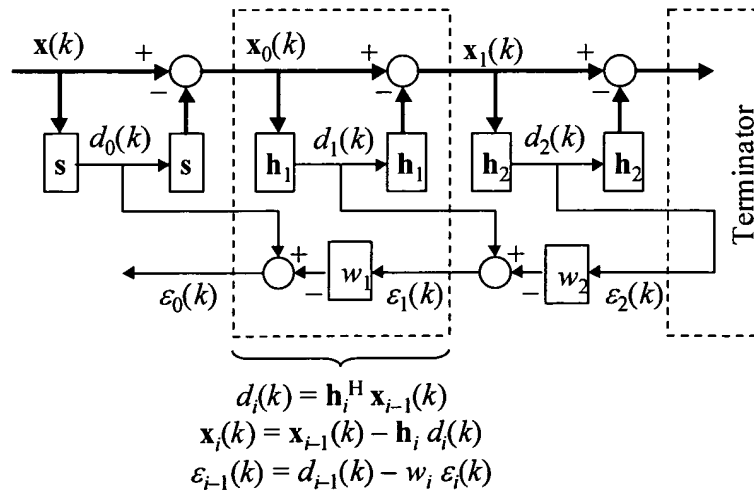 x(k) + − x₀(k) + − x₁(k) + −
s d₀(k) s h₁ d₁(k) h₁ h₂ d₂(k) h₂
Terminator
+ − w₁ + − w₂
ε₀(k) ε₁(k) ε₂(k)
dᵢ(k) = hᵢᴴ xᵢ₋₁(k)
xᵢ(k) = xᵢ₋₁(k) − hᵢ dᵢ(k)
εᵢ₋₁(k) = dᵢ₋₁(k) − wᵢ εᵢ(k)